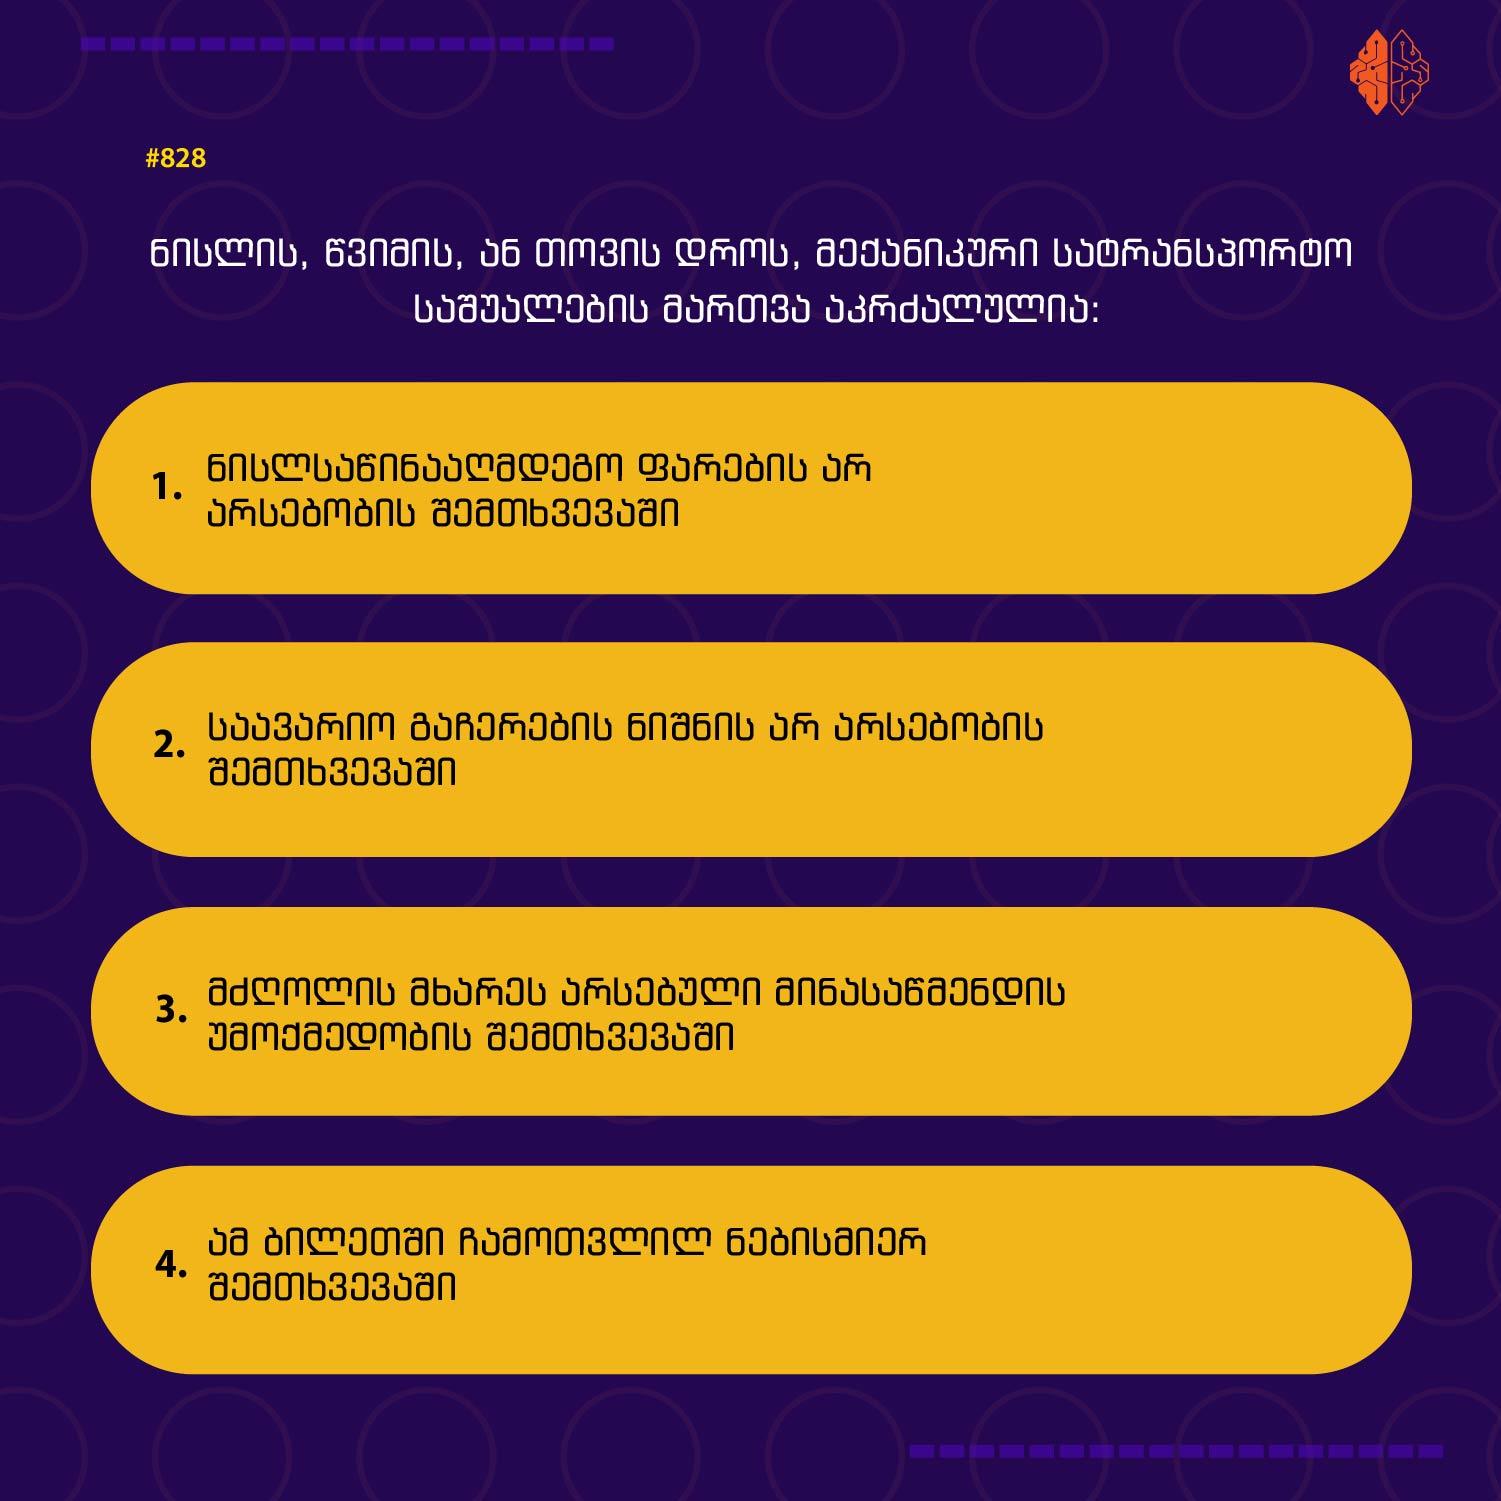 #828
ნისლის, წვიმის, ან თოვის დროს, მექანიკური სატრანსპორტო
საშუალების მართვა აკრძალულია:
1. ნისლსაწინააღმდეგო ფარების არ
არსებობის შემთხვევაში
2. საავარიო გაჩერების ნიშნის არ არსებობის
შემთხვევაში
3. მძღოლის მხარეს არსებული მინასაწმენდის
უმოქმედობის შემთხვევაში
4. ამ ბილეთში ჩამოთვლილ ნებისმიერ
შემთხვევაში